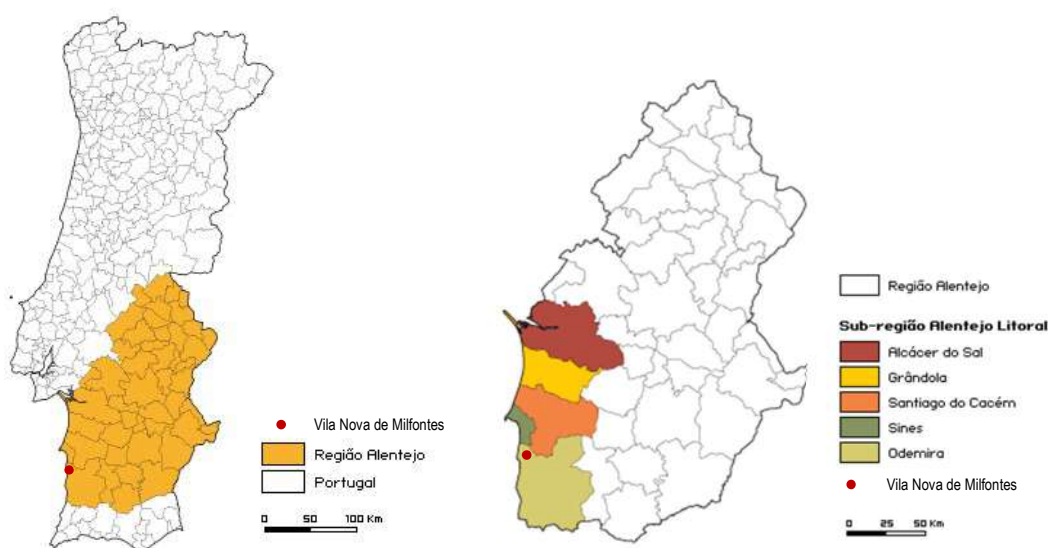 Vila Nova de Milfontes
Região Alentejo
Portugal
0 50 100 Km
Região Alentejo
Sub-região Alentejo Litoral
Alcácer do Sal
Grândola
Santiago do Cacém
Sines
Odemira
Vila Nova de Milfontes
0 25 50 Km